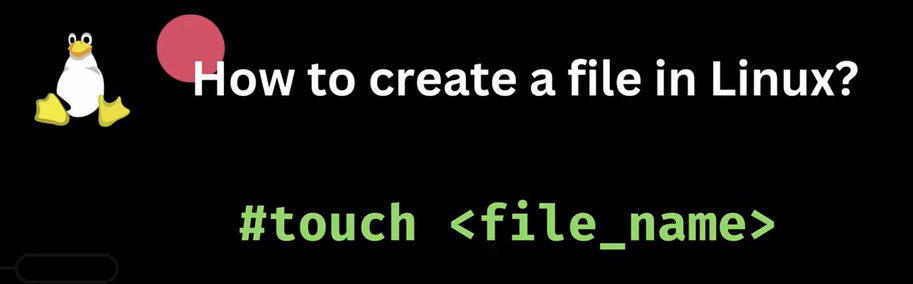 How to create a file in Linux?
#touch <file_name>